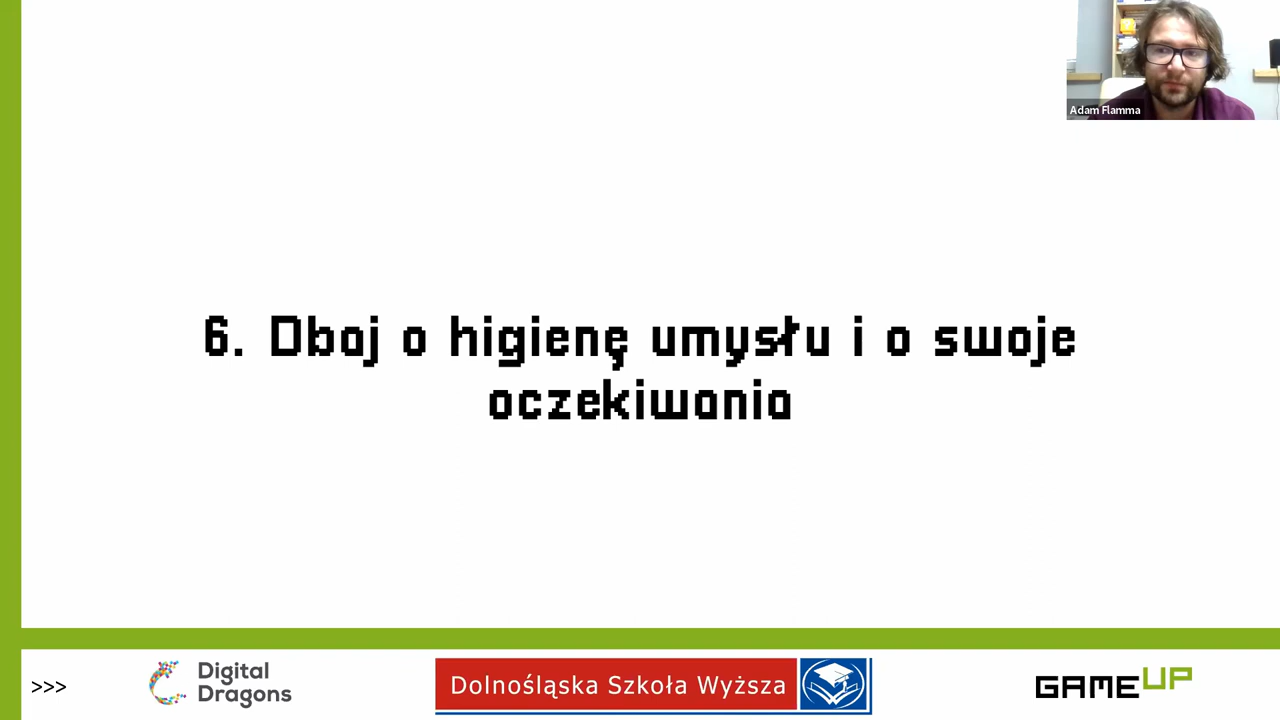 Adam Flamma
6. Dbaj o higienę umysłu i o swoje
oczekiwania
>>>
Digital
Dragons
Dolnośląska Szkoła Wyższa
GAMEUP